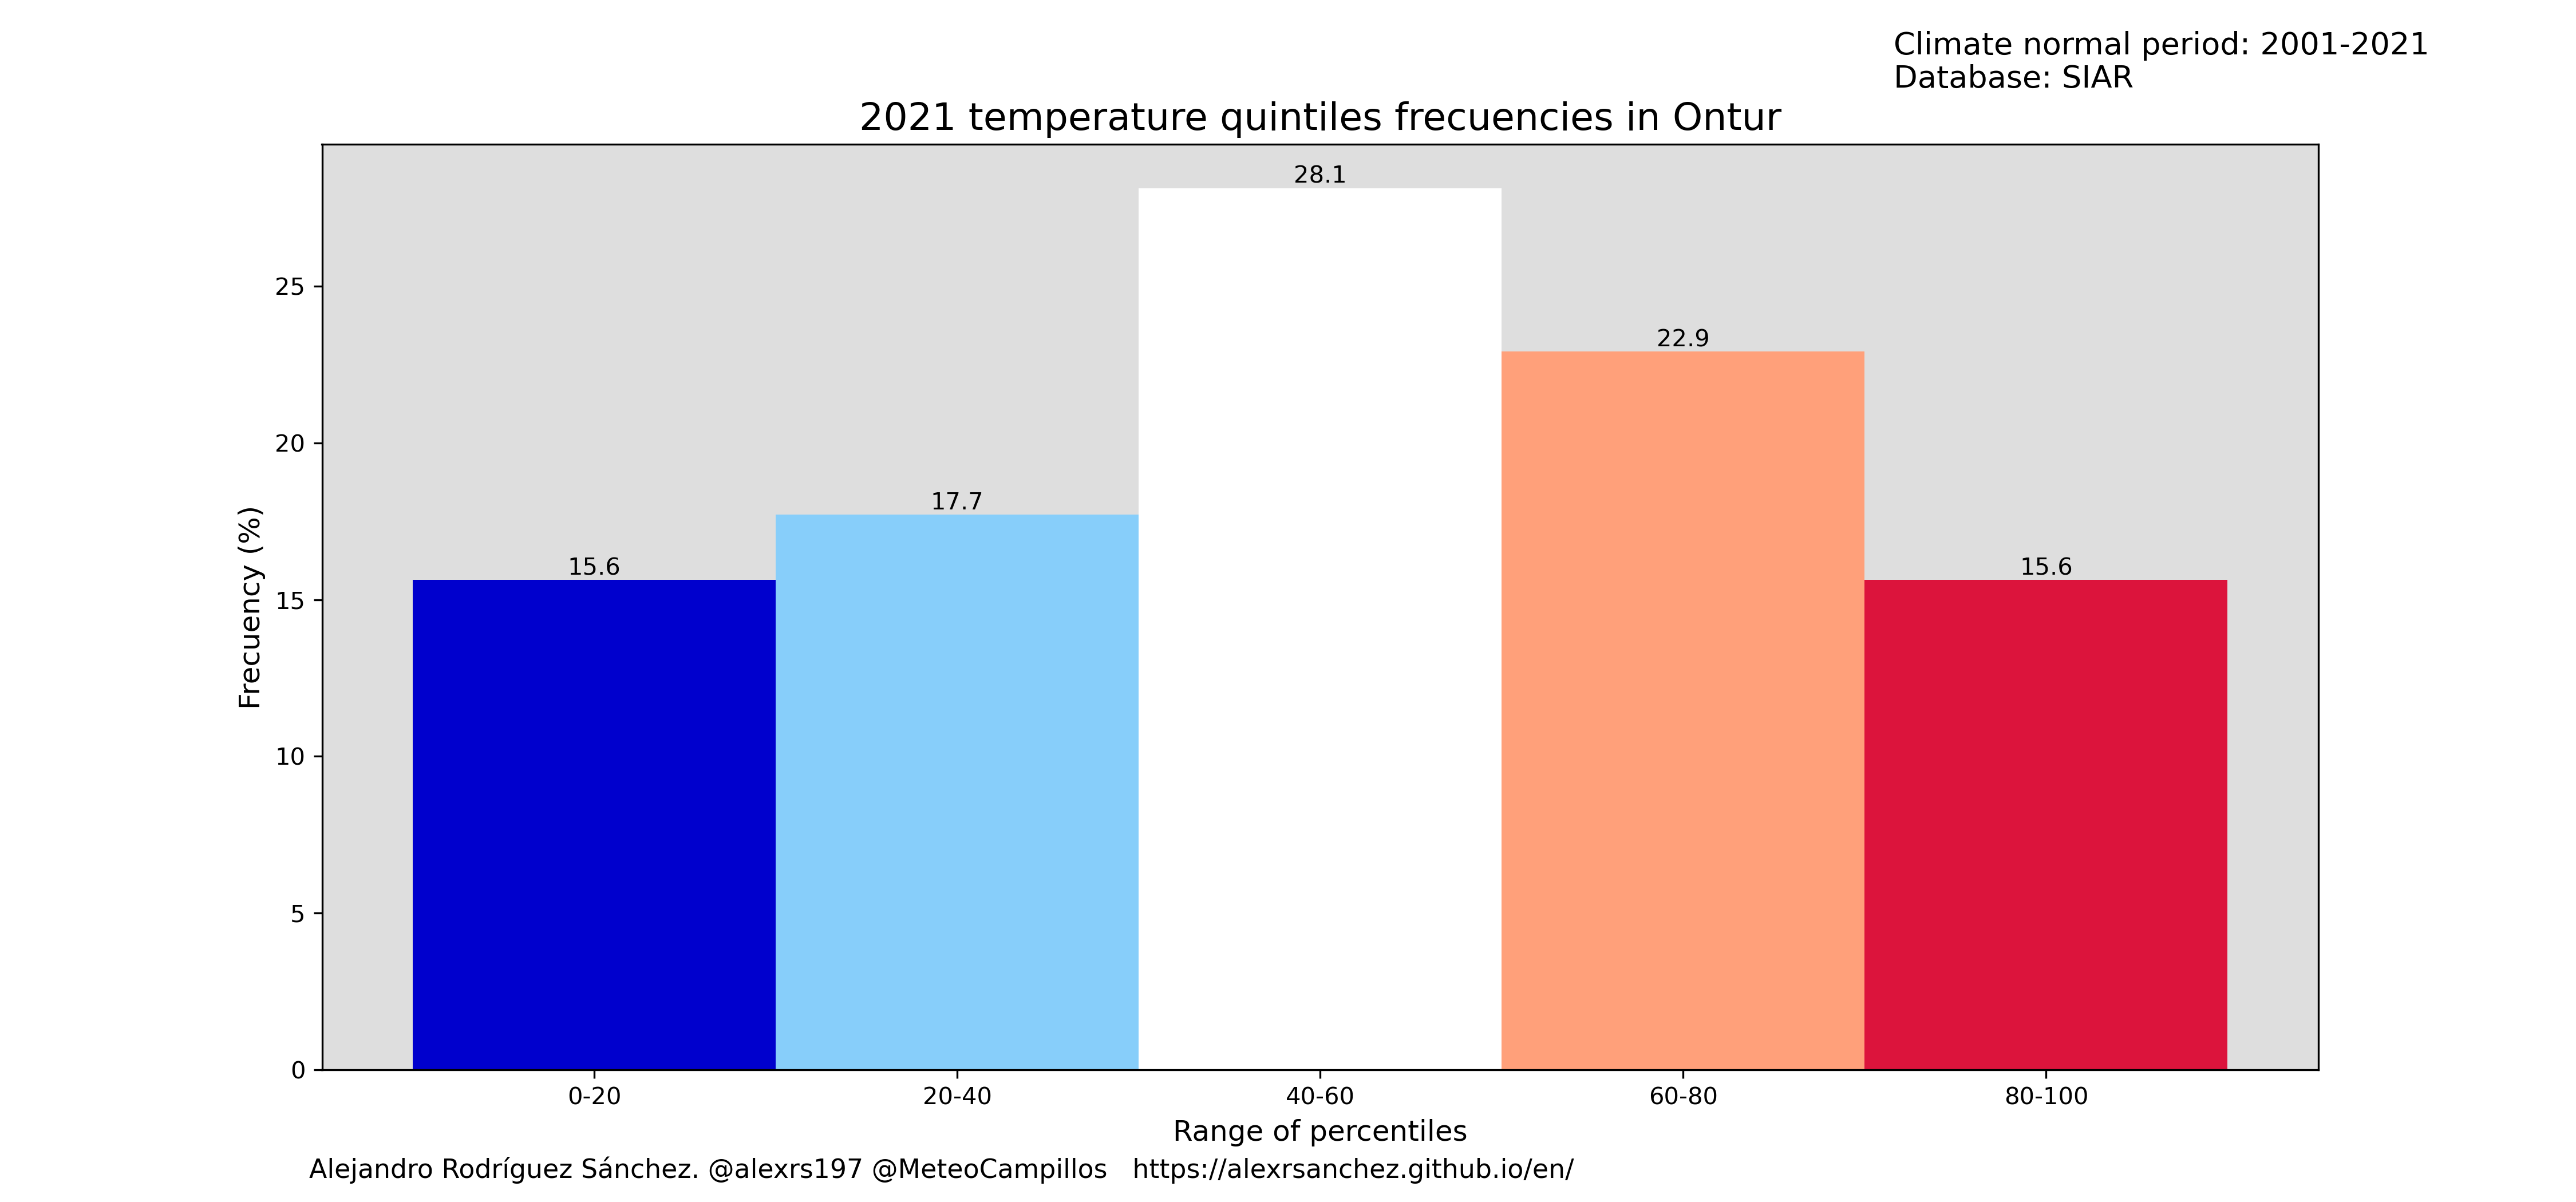 Climate normal period: 2001-2021
Database: SIAR
2021 temperature quintiles frecuencies in Ontur
28.1
25
22.9
20
17.7
15.6
15.6
15
10
5
0
Frecuency (%)
0-20 20-40 40-60 60-80 80-100
Range of percentiles
Alejandro Rodríguez Sánchez. @alexrs197 @MeteoCampillos https://alexrsanchez.github.io/en/